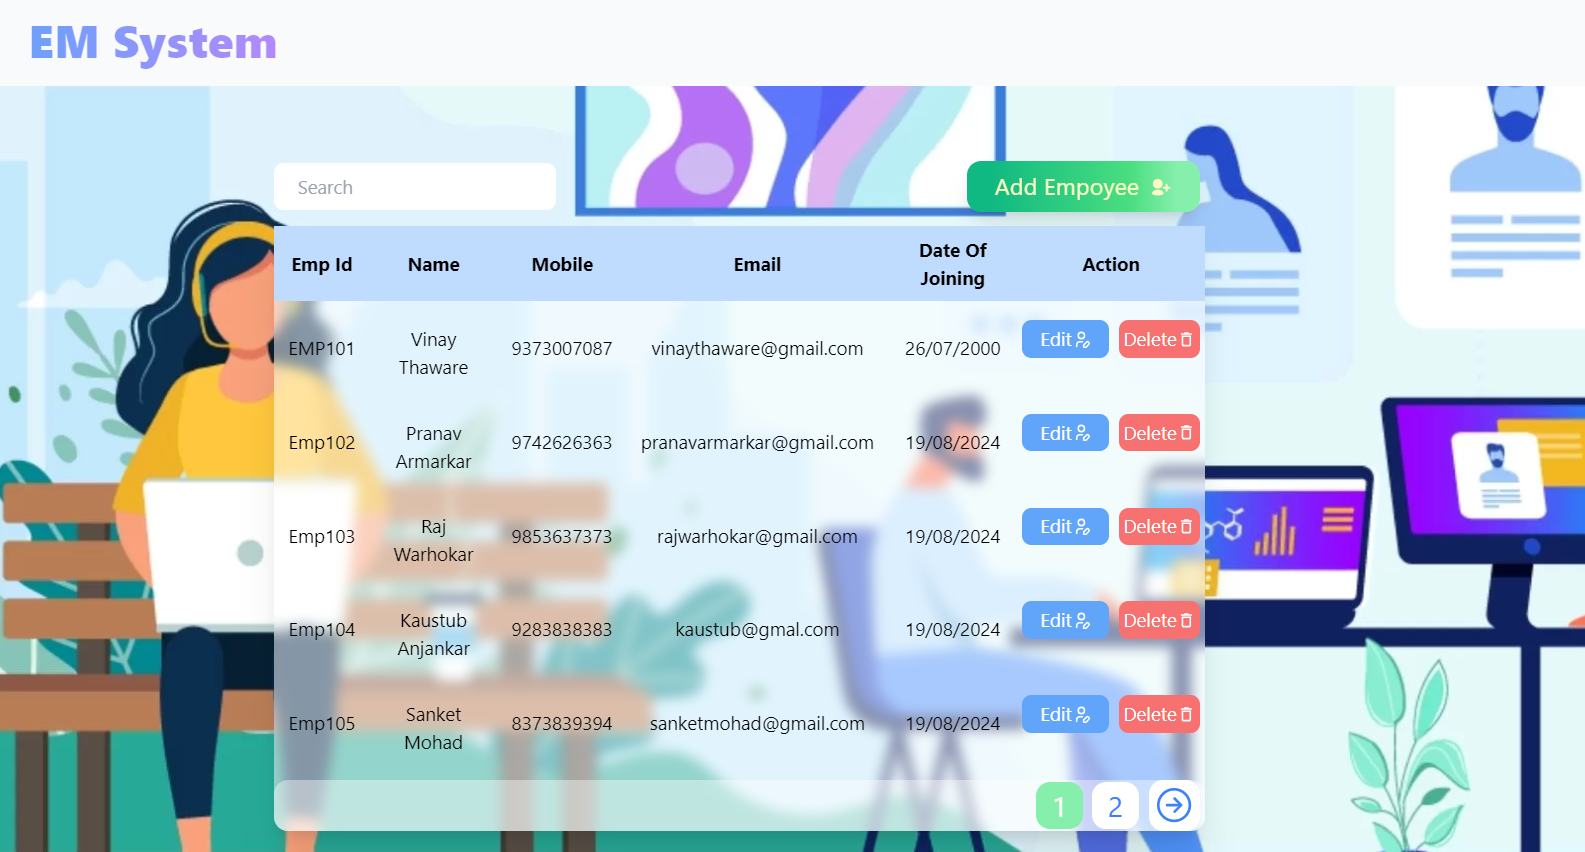 EM System
Search
Add Empoyee
Emp Id Name Mobile Email Date Of Joining Action
EMP101 Vinay Thaware 9373007087 vinaythaware@gmail.com 26/07/2000 Edit Delete
Emp102 Pranav Armarkar 9742626363 pranavarmarkar@gmail.com 19/08/2024 Edit Delete
Emp103 Raj Warhokar 9853637373 rajwarhokar@gmail.com 19/08/2024 Edit Delete
Emp104 Kaustub Anjankar 9283838383 kaustub@gmal.com 19/08/2024 Edit Delete
Emp105 Sanket Mohad 8373839394 sanketmohad@gmail.com 19/08/2024 Edit Delete
1 2